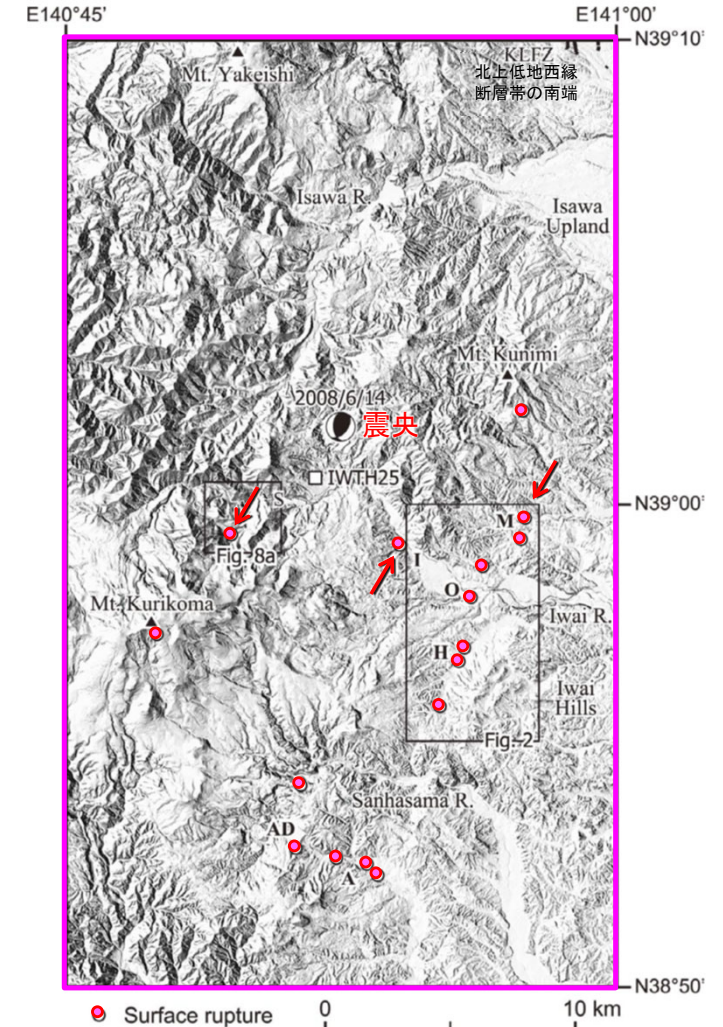 E140°45'
E141°00'
N39°10'
KLFZ
北上低地西縁
断層帯の南端
Mt. Yakeishi
Isawa R.
Isawa
Upland
Mt. Kunimi
2008/6/14
震央
IWTH25
S
N39°00'
M
Fig. 8a
I
Mt. Kurikoma
O
Iwai R.
H
Iwai
Hills
Fig. 2
Sanhasama R.
AD
A
N38°50'
Surface rupture
0
10 km